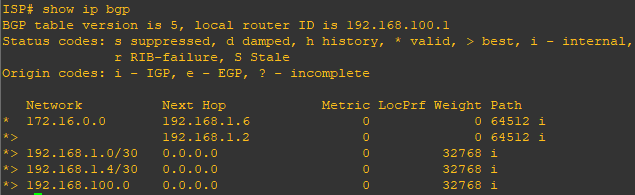 ISP# show ip bgp
BGP table version is 5, local router ID is 192.168.100.1
Status codes: s suppressed, d damped, h history, * valid, > best, i - internal,
r RIB-failure, S Stale
Origin codes: i - IGP, e - EGP, ? - incomplete
Network Next Hop Metric LocPrf Weight Path
* 172.16.0.0 192.168.1.6 0 0 64512 i
*> 192.168.1.2 0 0 64512 i
*> 192.168.1.0/30 0.0.0.0 0 32768 i
*> 192.168.1.4/30 0.0.0.0 0 32768 i
*> 192.168.100.0 0.0.0.0 0 32768 i